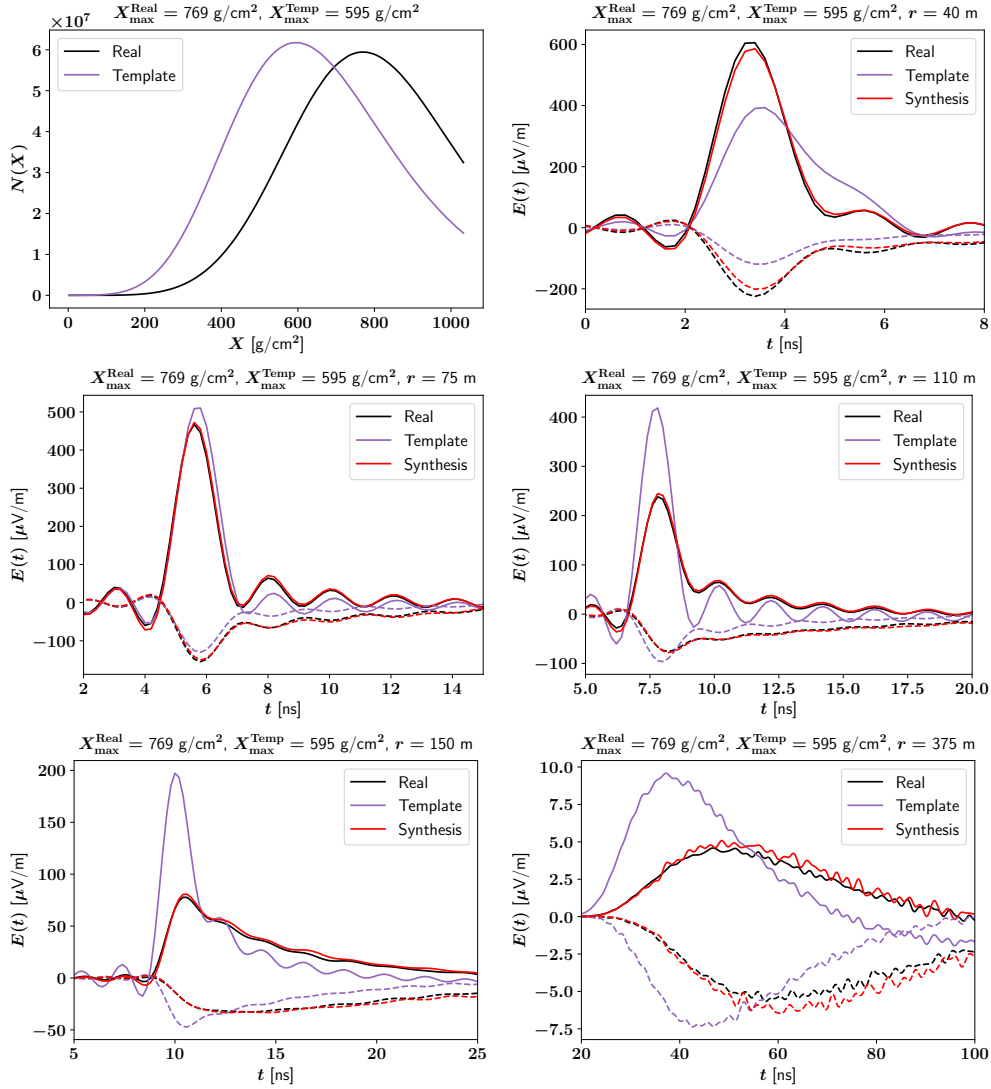 X_max^Real = 769 g/cm², X_max^Temp = 595 g/cm²
×10⁷
6
5
4
3
2
1
0
N(X)
Real
Template
0 200 400 600 800 1000
X [g/cm²]
X_max^Real = 769 g/cm², X_max^Temp = 595 g/cm², r = 40 m
600
400
200
0
−200
E(t) [μV/m]
Real
Template
Synthesis
0 2 4 6 8
t [ns]
X_max^Real = 769 g/cm², X_max^Temp = 595 g/cm², r = 75 m
500
400
300
200
100
0
−100
E(t) [μV/m]
Real
Template
Synthesis
2 4 6 8 10 12 14
t [ns]
X_max^Real = 769 g/cm², X_max^Temp = 595 g/cm², r = 110 m
400
300
200
100
0
−100
E(t) [μV/m]
Real
Template
Synthesis
5.0 7.5 10.0 12.5 15.0 17.5 20.0
t [ns]
X_max^Real = 769 g/cm², X_max^Temp = 595 g/cm², r = 150 m
200
150
100
50
0
−50
E(t) [μV/m]
Real
Template
Synthesis
5 10 15 20 25
t [ns]
X_max^Real = 769 g/cm², X_max^Temp = 595 g/cm², r = 375 m
10.0
7.5
5.0
2.5
0.0
−2.5
−5.0
−7.5
E(t) [μV/m]
Real
Template
Synthesis
20 40 60 80 100
t [ns]